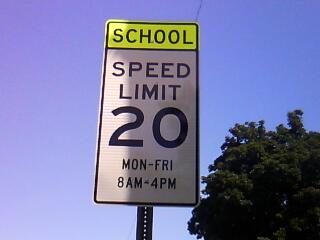 SCHOOL
SPEED
LIMIT
20
MON-FRI
8AM-4PM